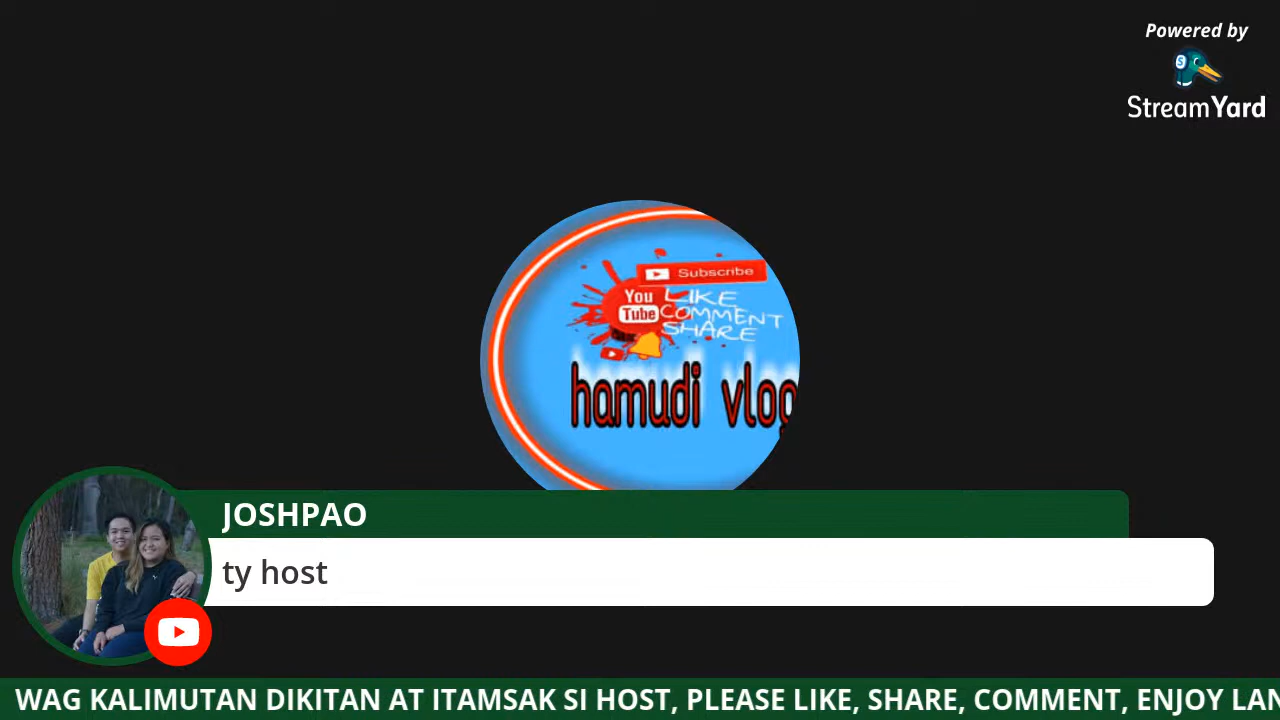 Powered by
StreamYard
Subscribe
You
Tube
LIKE
COMMENT
SHARE
hamudi vlog
JOSHPAO
ty host
WAG KALIMUTAN DIKITAN AT ITAMSAK SI HOST, PLEASE LIKE, SHARE, COMMENT, ENJOY LAN